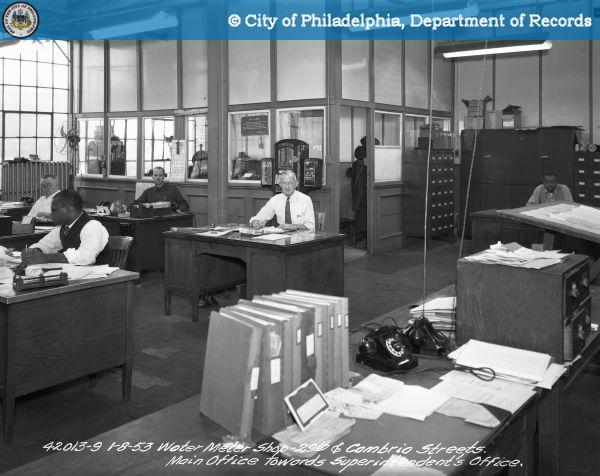 © City of Philadelphia, Department of Records
42013-9 1-8-53 Water Meter Shop 29th & Cambria Streets.
Main Office Towards Superintendent's Office.